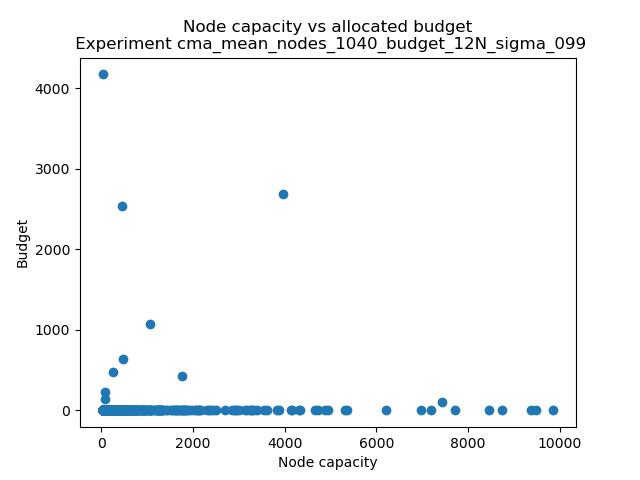 Node capacity vs allocated budget
Experiment cma_mean_nodes_1040_budget_12N_sigma_099
4000
3000
2000
1000
0
Budget
0 2000 4000 6000 8000 10000
Node capacity